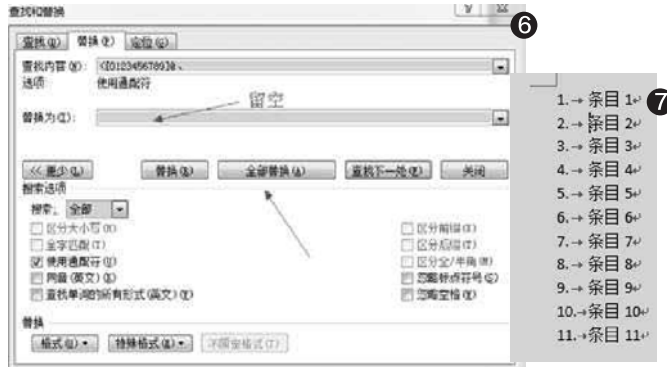 查找和替换
❻
查找(D) 替换(P) 定位(G)
查找内容(N): <[0123456789]@、
选项: 使用通配符
留空
替换为(I):
<< 更少(L) 替换(R) 全部替换(A) 查找下一处(F) 关闭
搜索选项
搜索: 全部
区分大小写(H) 区分前缀(X)
全字匹配(Y) 区分后缀(T)
使用通配符(U) 区分全/半角(M)
同音(英文)(K) 忽略标点符号(S)
查找单词的所有形式(英文)(W) 忽略空格(W)
替换
格式(O) 特殊格式(E) 不限定格式(T)
❼
1.→条目 1↵
2.→条目 2↵
3.→条目 3↵
4.→条目 4↵
5.→条目 5↵
6.→条目 6↵
7.→条目 7↵
8.→条目 8↵
9.→条目 9↵
10.→条目 10↵
11.→条目 11↵